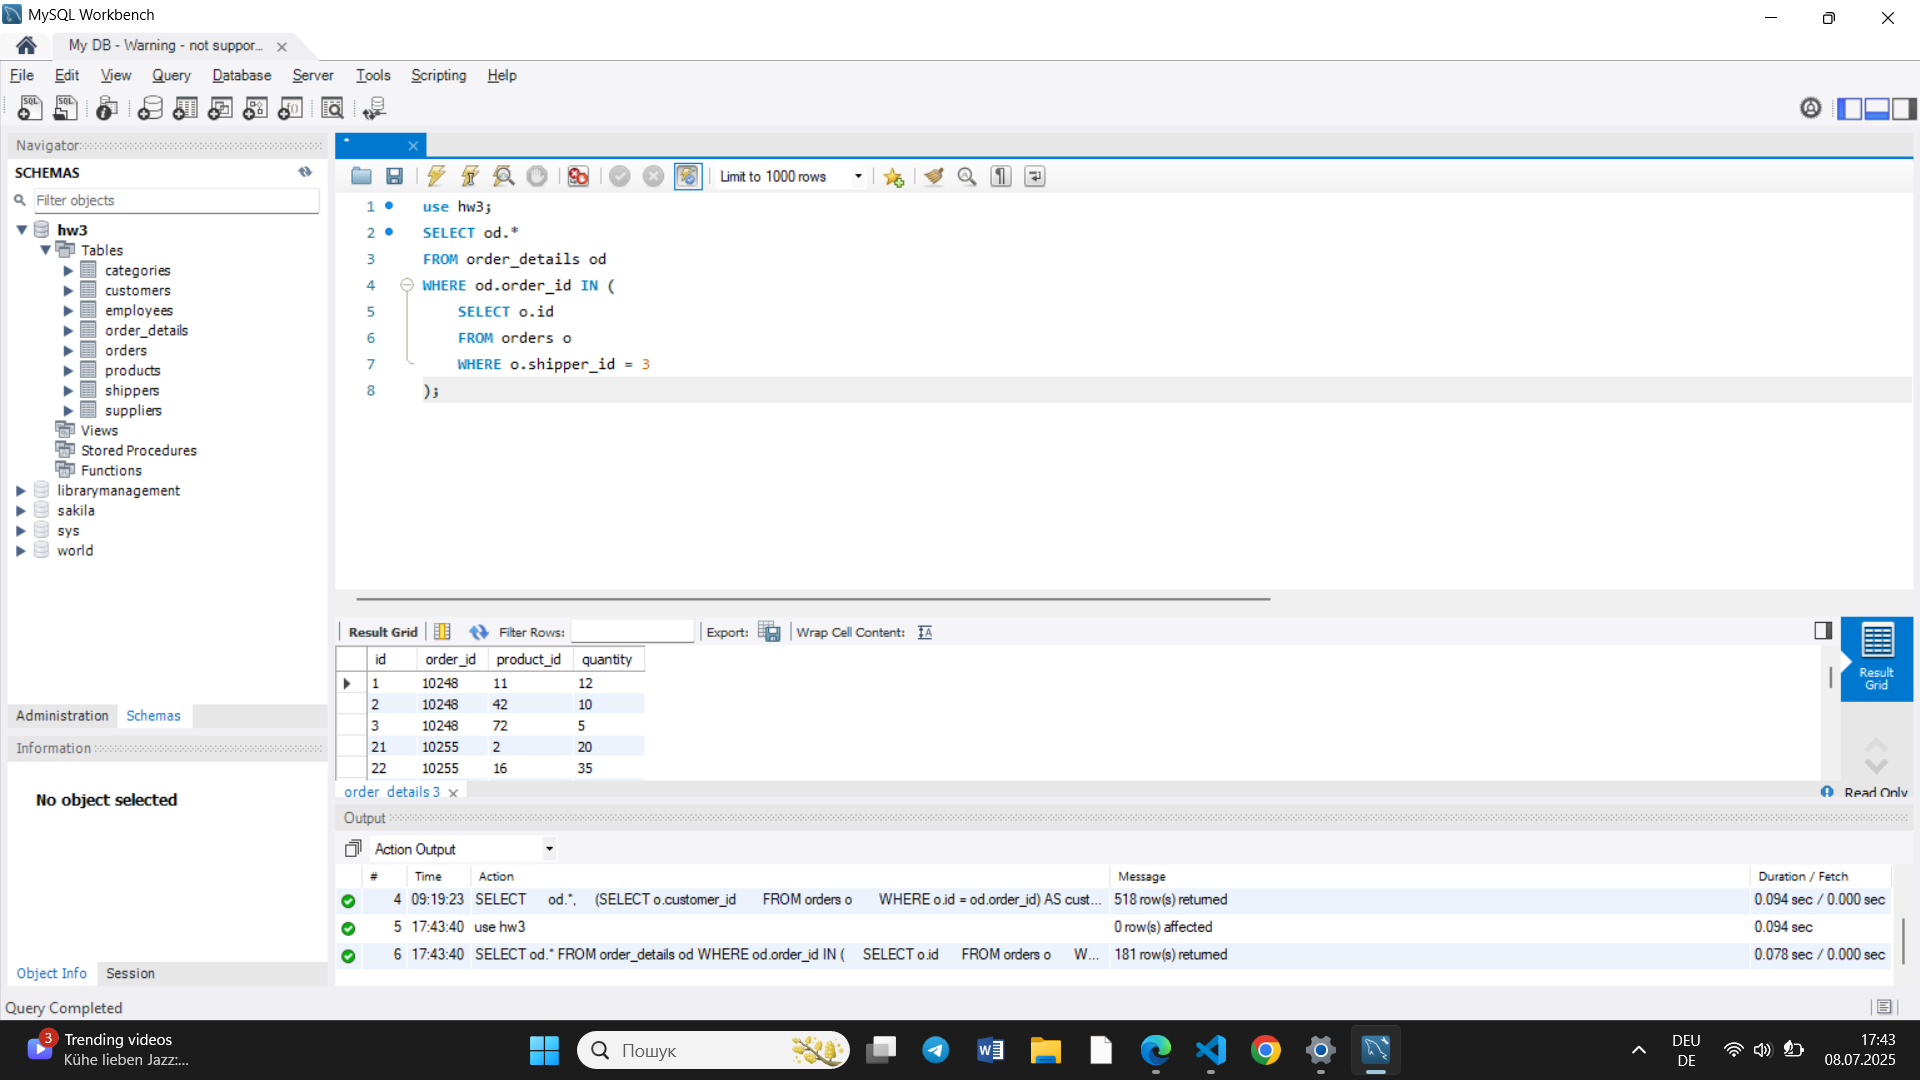 MySQL Workbench
My DB - Warning - not suppor...
File Edit View Query Database Server Tools Scripting Help
Navigator
SCHEMAS
Filter objects
hw3
Tables
categories
customers
employees
order_details
orders
products
shippers
suppliers
Views
Stored Procedures
Functions
librarymanagement
sakila
sys
world
Administration Schemas
Information
No object selected
Object Info Session
Query Completed
Limit to 1000 rows
1 use hw3;
2 SELECT od.*
3 FROM order_details od
4 WHERE od.order_id IN (
5 SELECT o.id
6 FROM orders o
7 WHERE o.shipper_id = 3
8 );
Result Grid Filter Rows: Export: Wrap Cell Content:
id order_id product_id quantity
1 10248 11 12
2 10248 42 10
3 10248 72 5
21 10255 2 20
22 10255 16 35
Result
Grid
order_details 3
Read Only
Output
Action Output
# Time Action Message Duration / Fetch
4 09:19:23 SELECT od.*, (SELECT o.customer_id FROM orders o WHERE o.id = od.order_id) AS cust... 518 row(s) returned 0.094 sec / 0.000 sec
5 17:43:40 use hw3 0 row(s) affected 0.094 sec
6 17:43:40 SELECT od.* FROM order_details od WHERE od.order_id IN ( SELECT o.id FROM orders o W... 181 row(s) returned 0.078 sec / 0.000 sec
3
Trending videos
Kühe lieben Jazz:...
Пошук
DEU
DE
17:43
08.07.2025